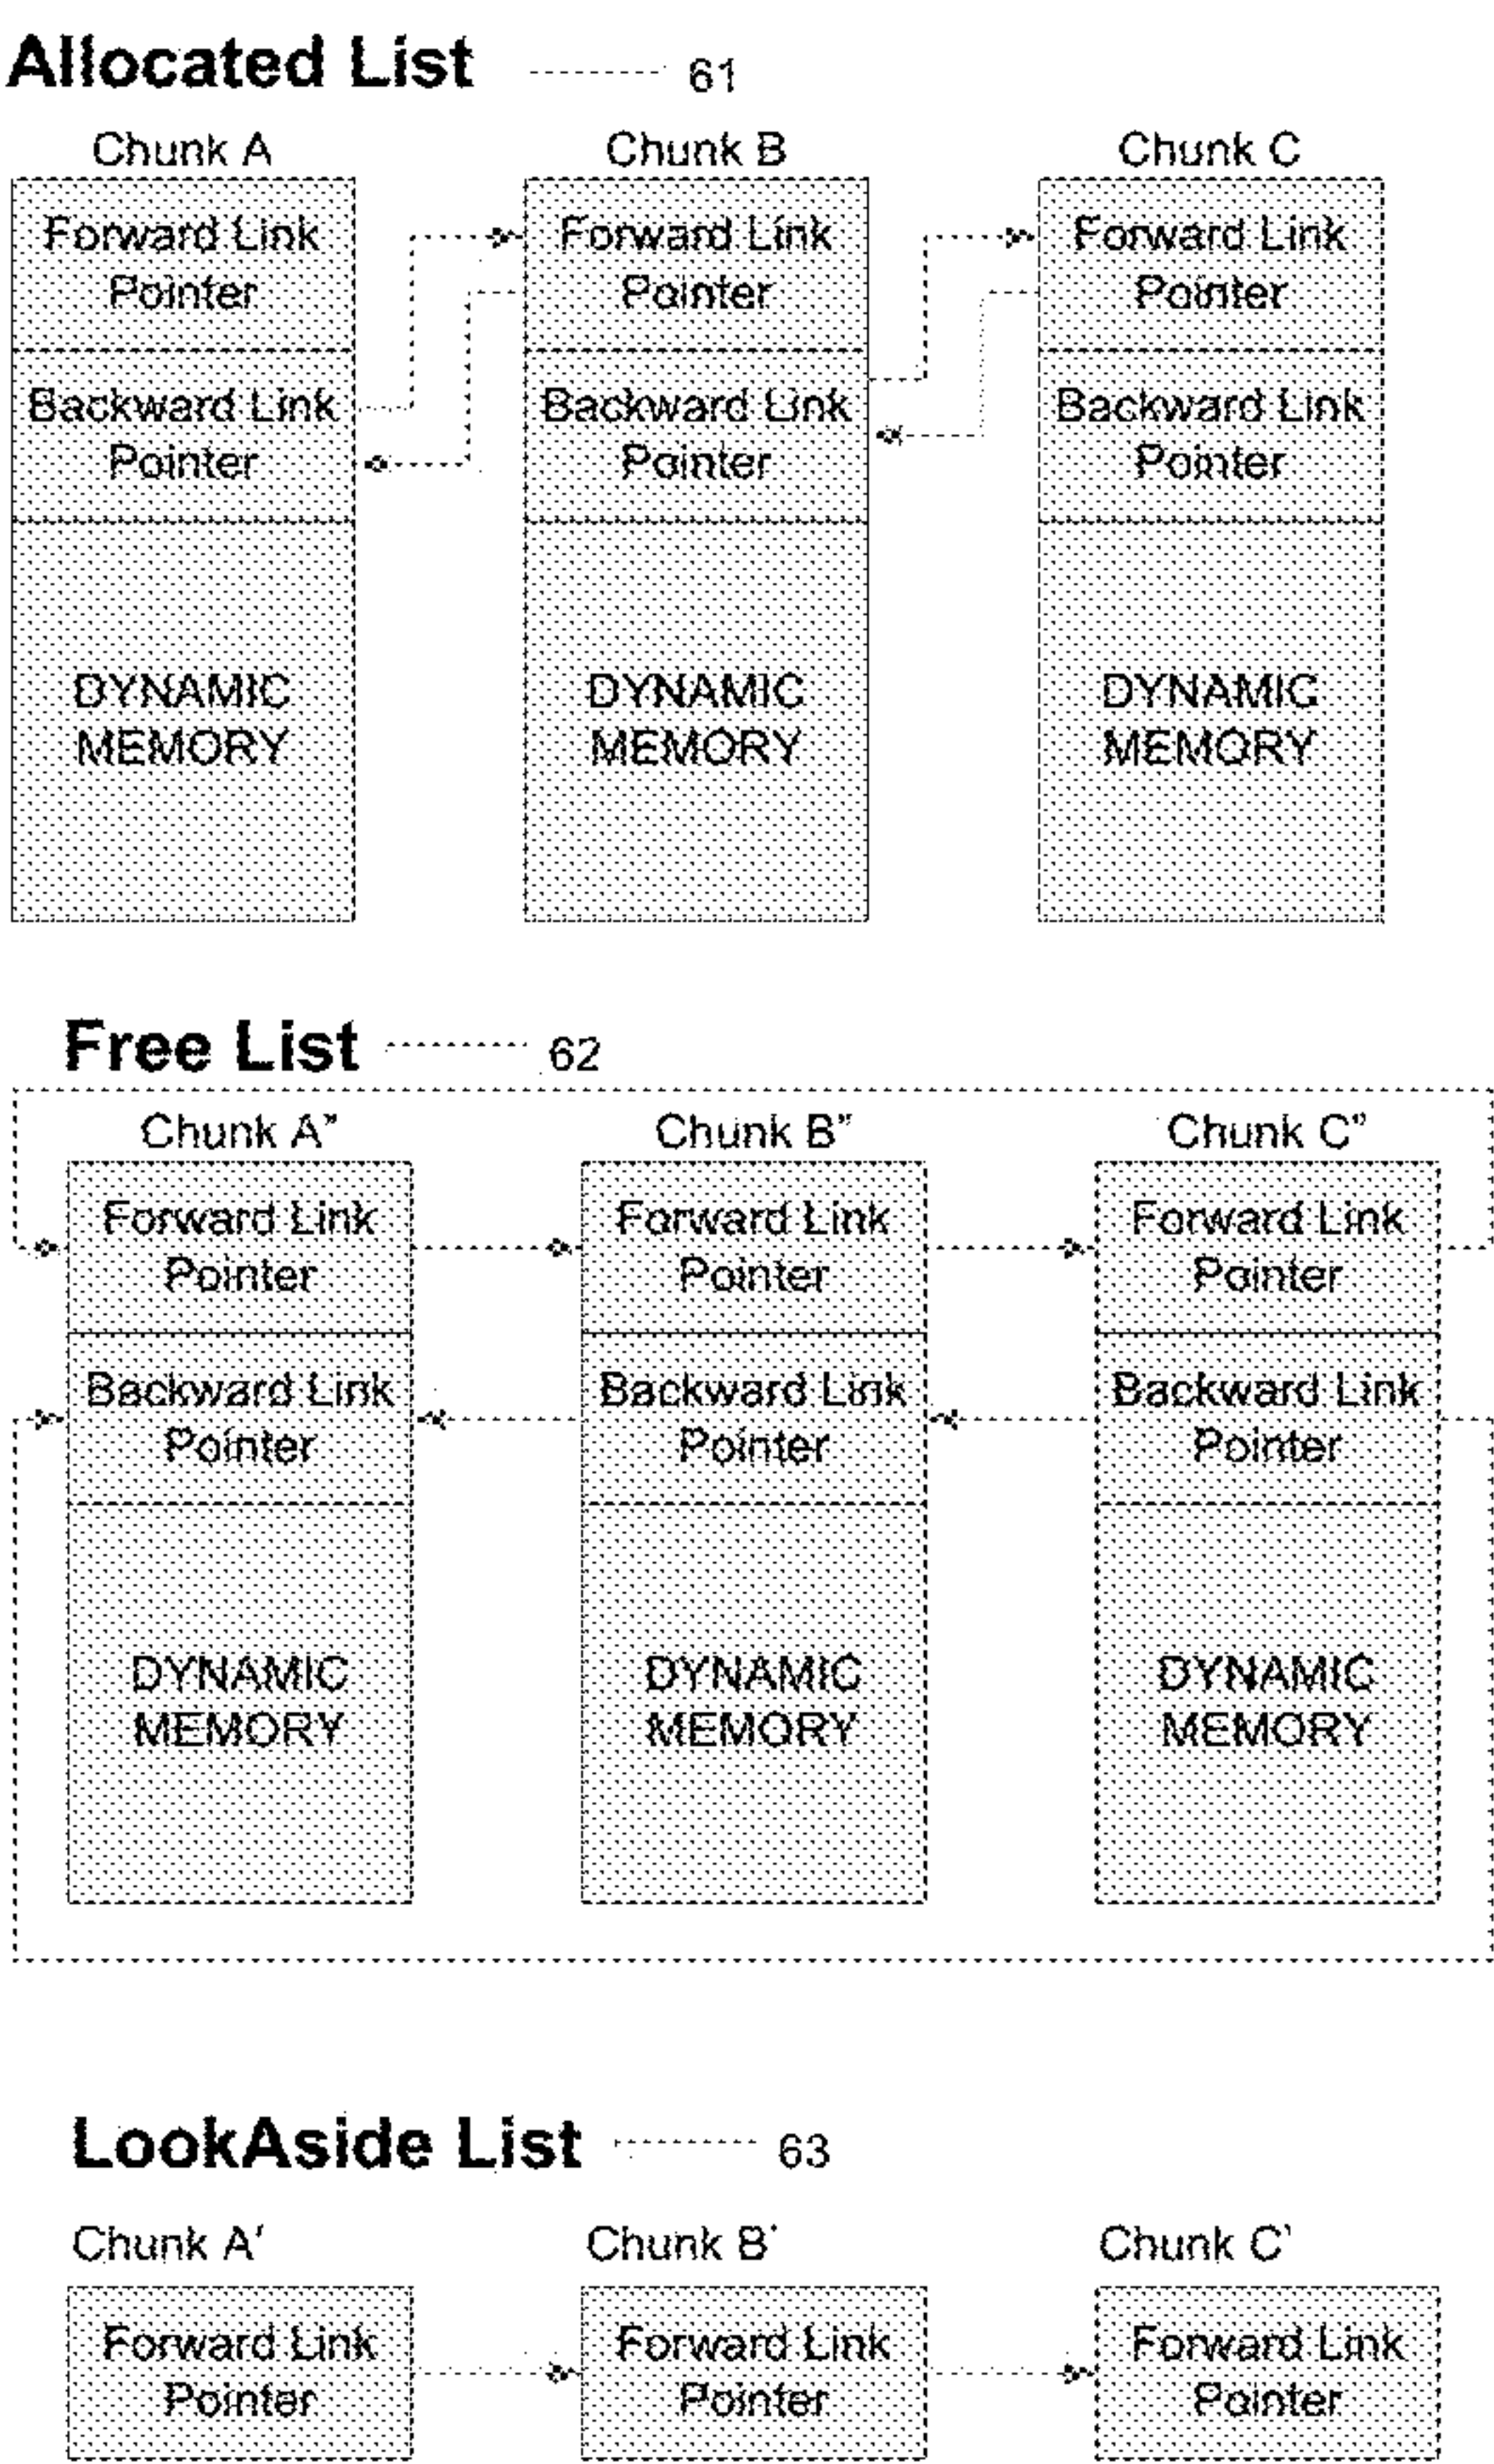 Allocated List 61
Chunk A Chunk B Chunk C
Forward Link Forward Link Forward Link
Pointer Pointer Pointer
Backward Link Backward Link Backward Link
Pointer Pointer Pointer
DYNAMIC DYNAMIC DYNAMIC
MEMORY MEMORY MEMORY
Free List 62
Chunk A" Chunk B" Chunk C"
Forward Link Forward Link Forward Link
Pointer Pointer Pointer
Backward Link Backward Link Backward Link
Pointer Pointer Pointer
DYNAMIC DYNAMIC DYNAMIC
MEMORY MEMORY MEMORY
LookAside List 63
Chunk A' Chunk B' Chunk C'
Forward Link Forward Link Forward Link
Pointer Pointer Pointer